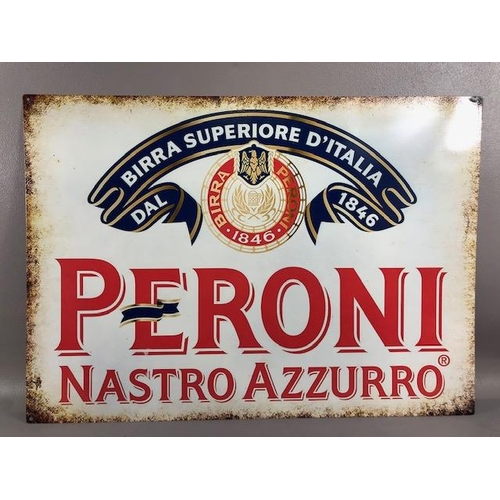 BIRRA SUPERIORE D'ITALIA
DAL 1846
BIRRA PERONI
·1846·
PERONI
NASTRO AZZURRO®